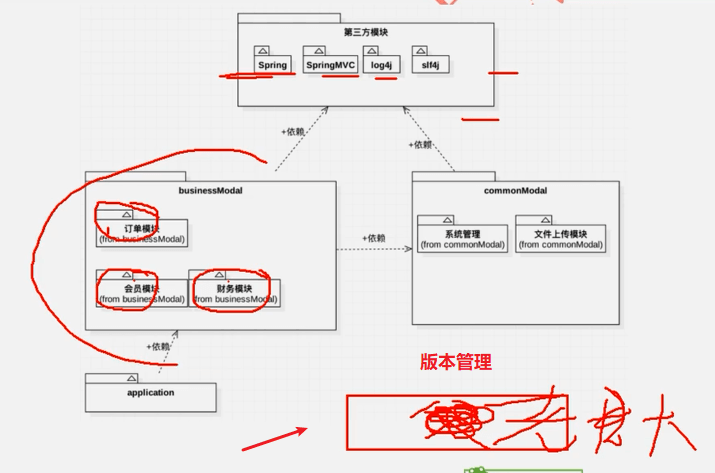 第三方模块
Spring
SpringMVC
log4j
slf4j
+依赖
+依赖
businessModal
commonModal
订单模块
(from businessModal)
系统管理
(from commonModal)
文件上传模块
(from commonModal)
+依赖
会员模块
(from businessModal)
财务模块
(from businessModal)
+依赖
版本管理
application